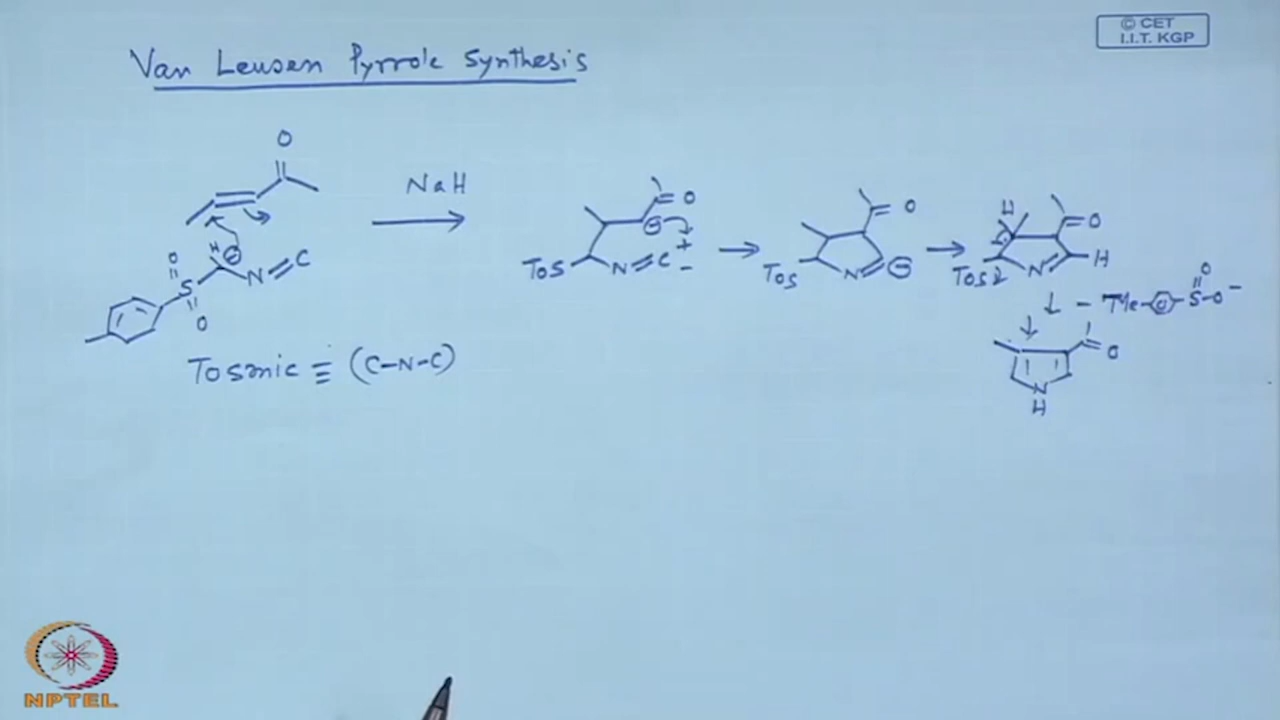 © CET
I.I.T. KGP
Van Leusen Pyrrole Synthesis
O
NaH
O
H
⊖
S
N
C
O
Tosmic ≡ (C-N-C)
O
⊖
+
Tos
N
C
-
O
Tos
N
⊖
H
O
Tos
N
H
- Me
S
O
-
O
O
N
H
NPTEL